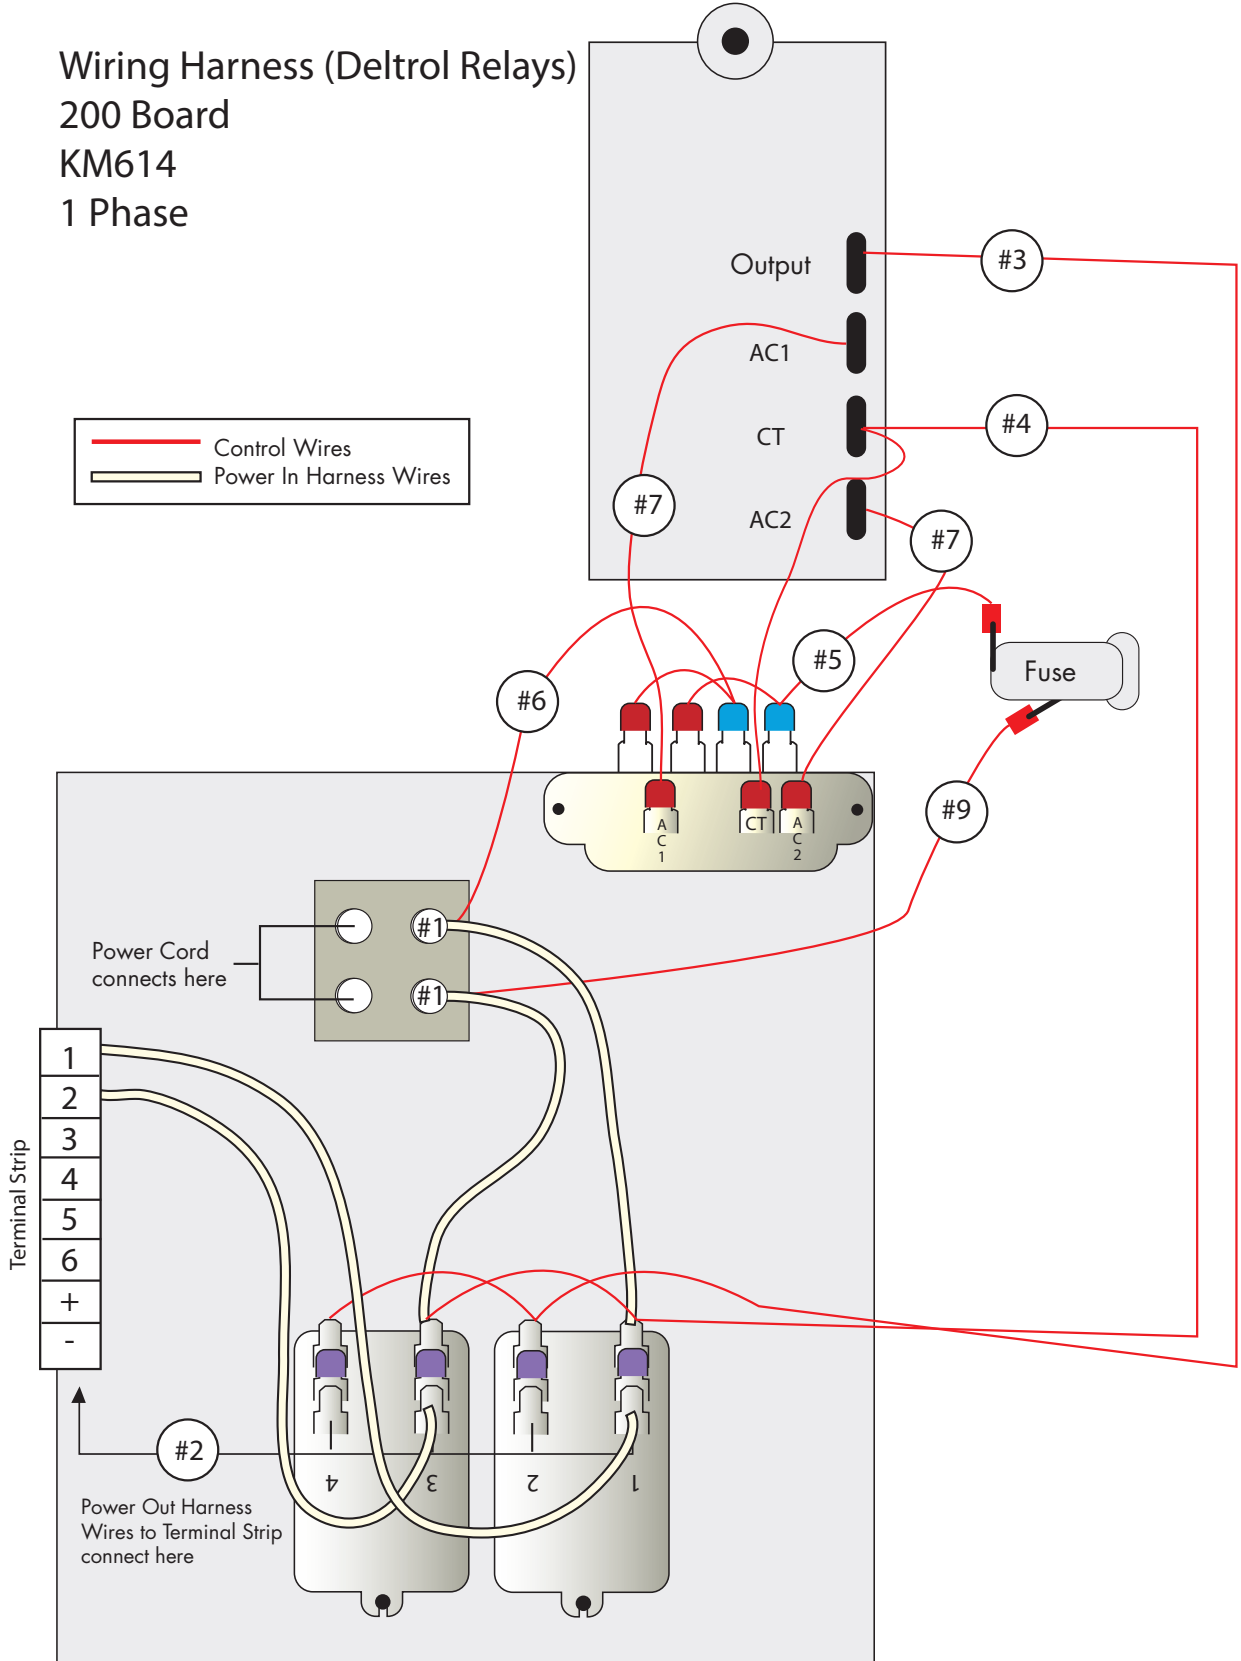 Wiring Harness (Deltrol Relays)
200 Board
KM614
1 Phase
Output
#3
AC1
Control Wires
Power In Harness Wires
CT
#4
#7
AC2
#7
#5
Fuse
#6
#9
A
C
1
CT
A
C
2
Power Cord
connects here
#1
#1
Terminal Strip
1
2
3
4
5
6
+
-
#2
4
3
2
1
Power Out Harness
Wires to Terminal Strip
connect here